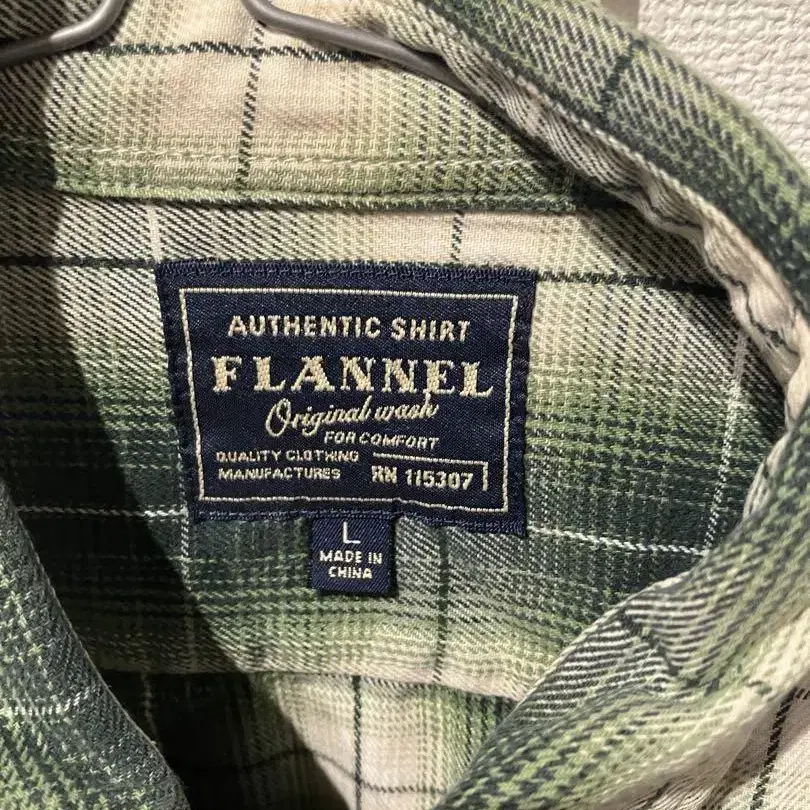 AUTHENTIC SHIRT
FLANNEL
Original wash
FOR COMFORT
QUALITY CLOTHING
MANUFACTURES RN 115307
L
MADE IN
CHINA